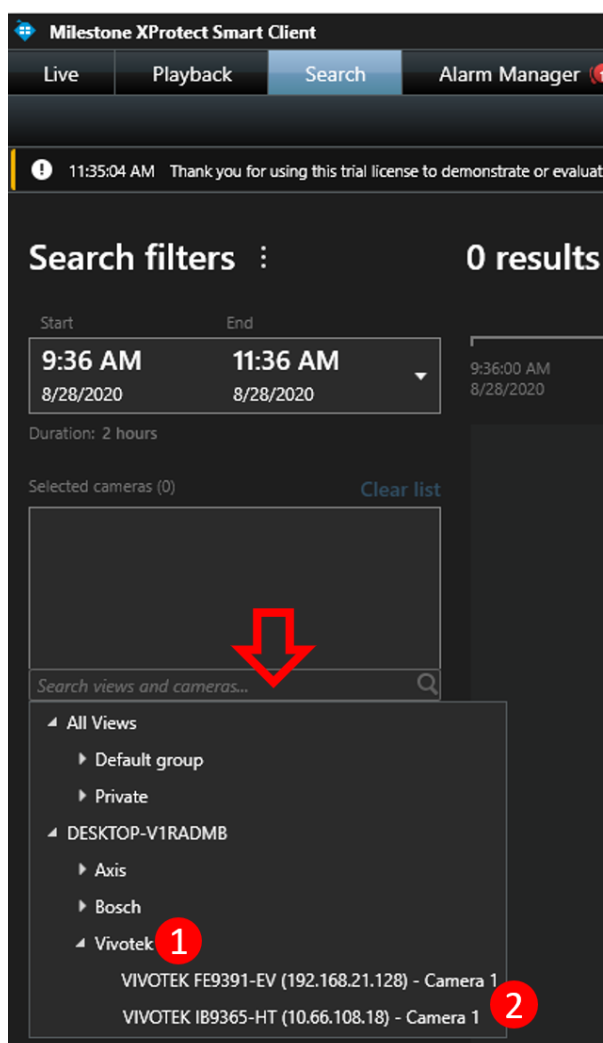 Milestone XProtect Smart Client
Live Playback Search Alarm Manager
11:35:04 AM Thank you for using this trial license to demonstrate or evaluat
Search filters
0 results
Start End
9:36 AM 11:36 AM
8/28/2020 8/28/2020
9:36:00 AM
8/28/2020
Duration: 2 hours
Selected cameras (0) Clear list
Search views and cameras...
All Views
Default group
Private
DESKTOP-V1RADMB
Axis
Bosch
Vivotek 1
VIVOTEK FE9391-EV (192.168.21.128) - Camera 1
VIVOTEK IB9365-HT (10.66.108.18) - Camera 1 2